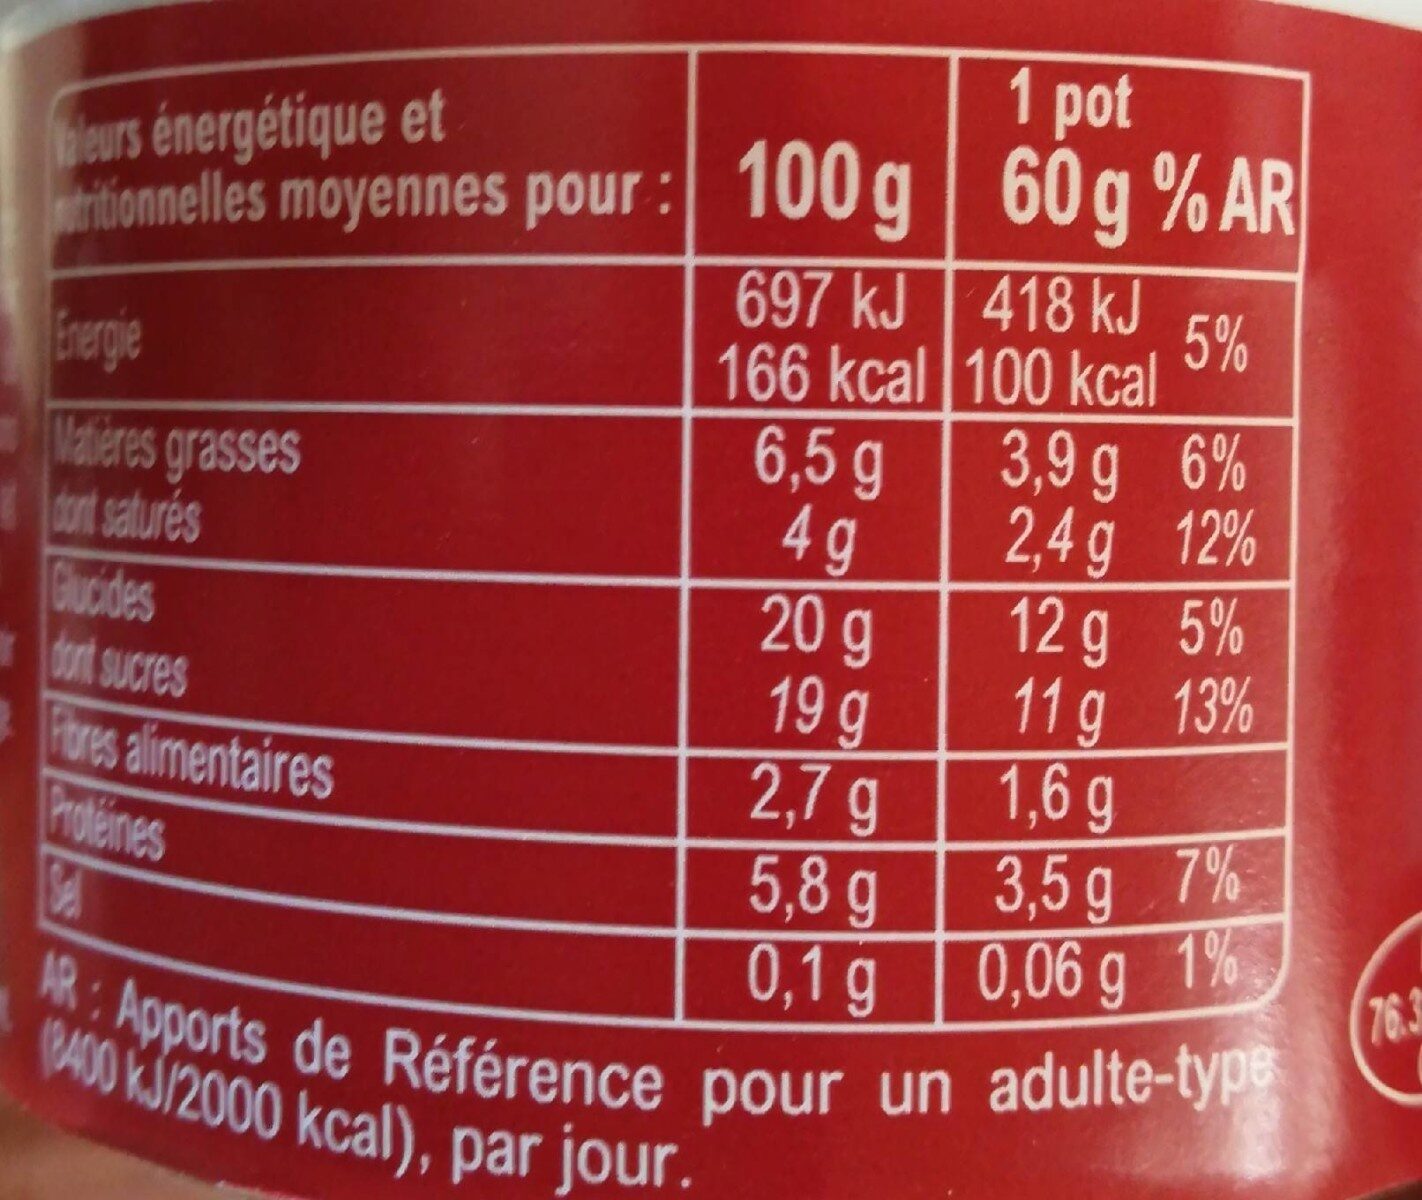 Valeurs énergétique et
nutritionnelles moyennes pour : 100 g 1 pot 60 g % AR
Energie 697 kJ 418 kJ 5%
166 kcal 100 kcal
Matières grasses 6,5 g 3,9 g 6%
dont saturés 4 g 2,4 g 12%
Glucides 20 g 12 g 5%
dont sucres 19 g 11 g 13%
Fibres alimentaires 2,7 g 1,6 g
Protéines 5,8 g 3,5 g 7%
Sel 0,1 g 0,06 g 1%
AR : Apports de Référence pour un adulte-type
(8400 kJ/2000 kcal), par jour.
76.3